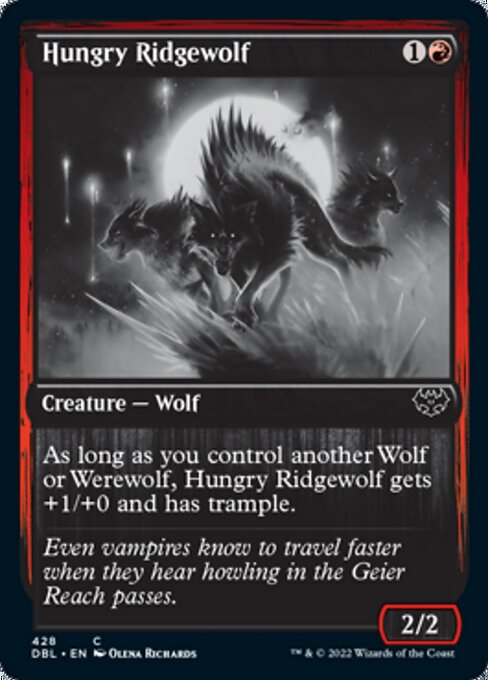 Hungry Ridgewolf 1
Creature — Wolf
As long as you control another Wolf
or Werewolf, Hungry Ridgewolf gets
+1/+0 and has trample.
Even vampires know to travel faster
when they hear howling in the Geier
Reach passes.
2/2
428 C
DBL • EN Olena Richards
™ & © 2022 Wizards of the Coast